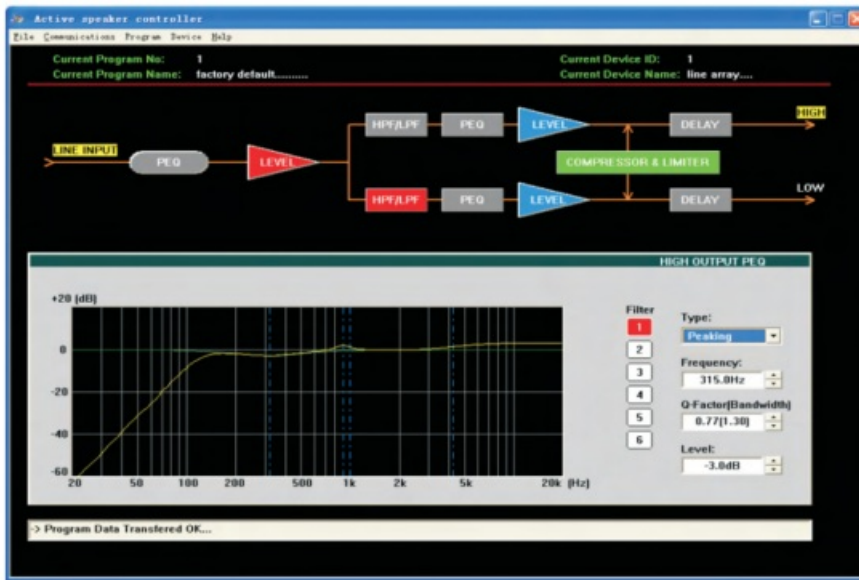 Active speaker controller
File Communications Program Device Help
Current Program No: 1
Current Program Name: factory default..........
Current Device ID: 1
Current Device Name: line array....
LINE INPUT
PEQ
LEVEL
HPF/LPF
PEQ
LEVEL
DELAY
HIGH
COMPRESSOR & LIMITER
HPF/LPF
PEQ
LEVEL
DELAY
LOW
HIGH OUTPUT PEQ
+20 (dB)
0
-20
-40
-60
20 50 100 200 500 1k 2k 5k 20k (Hz)
Filter
1
2
3
4
5
6
Type:
Peaking
Frequency:
315.0Hz
Q-Factor(Bandwidth)
0.77(1.30)
Level:
-3.0dB
-> Program Data Transfered OK...